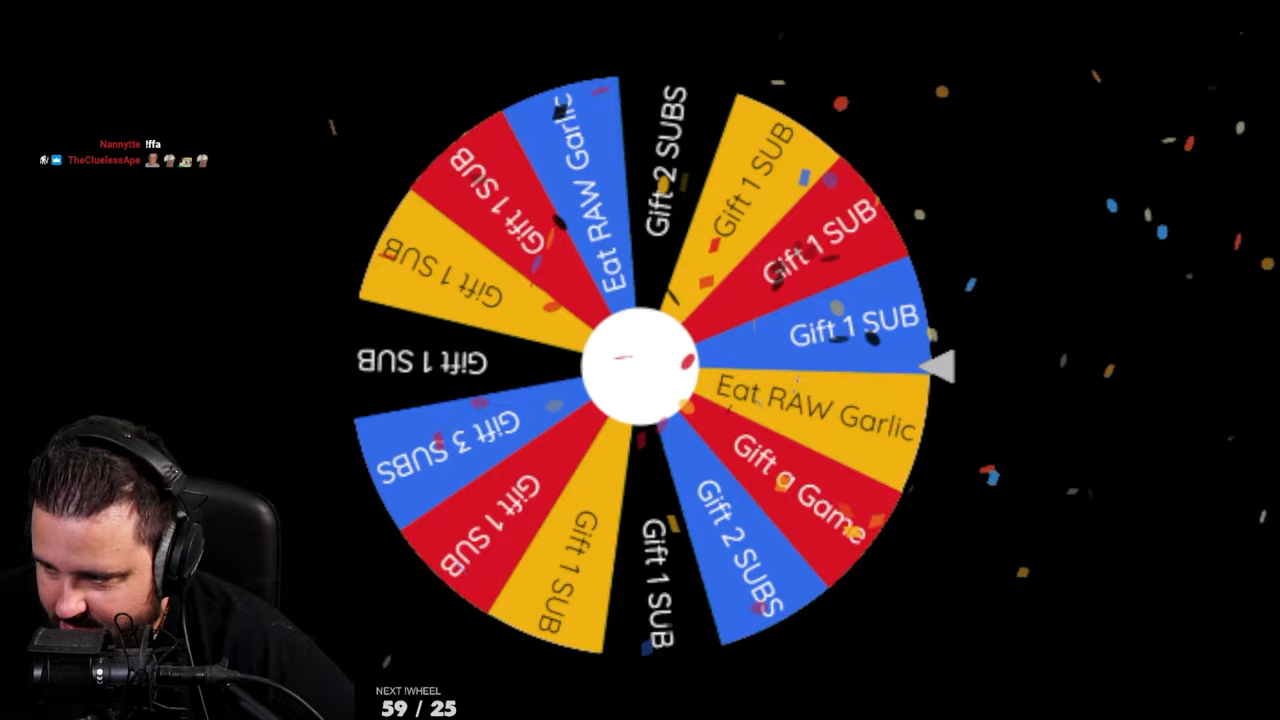 Nannytte !ffa
TheCluelessApe
Gift 2 SUBS
Gift 1 SUB
Gift 1 SUB
Gift 1 SUB
Eat RAW Garlic
Gift a Game
Gift 2 SUBS
Gift 1 SUB
Gift 1 SUB
Gift 1 SUB
Gift 3 SUBS
Gift 1 SUB
Gift 1 SUB
Gift 1 SUB
Eat RAW Garlic
NEXT !WHEEL
59 / 25